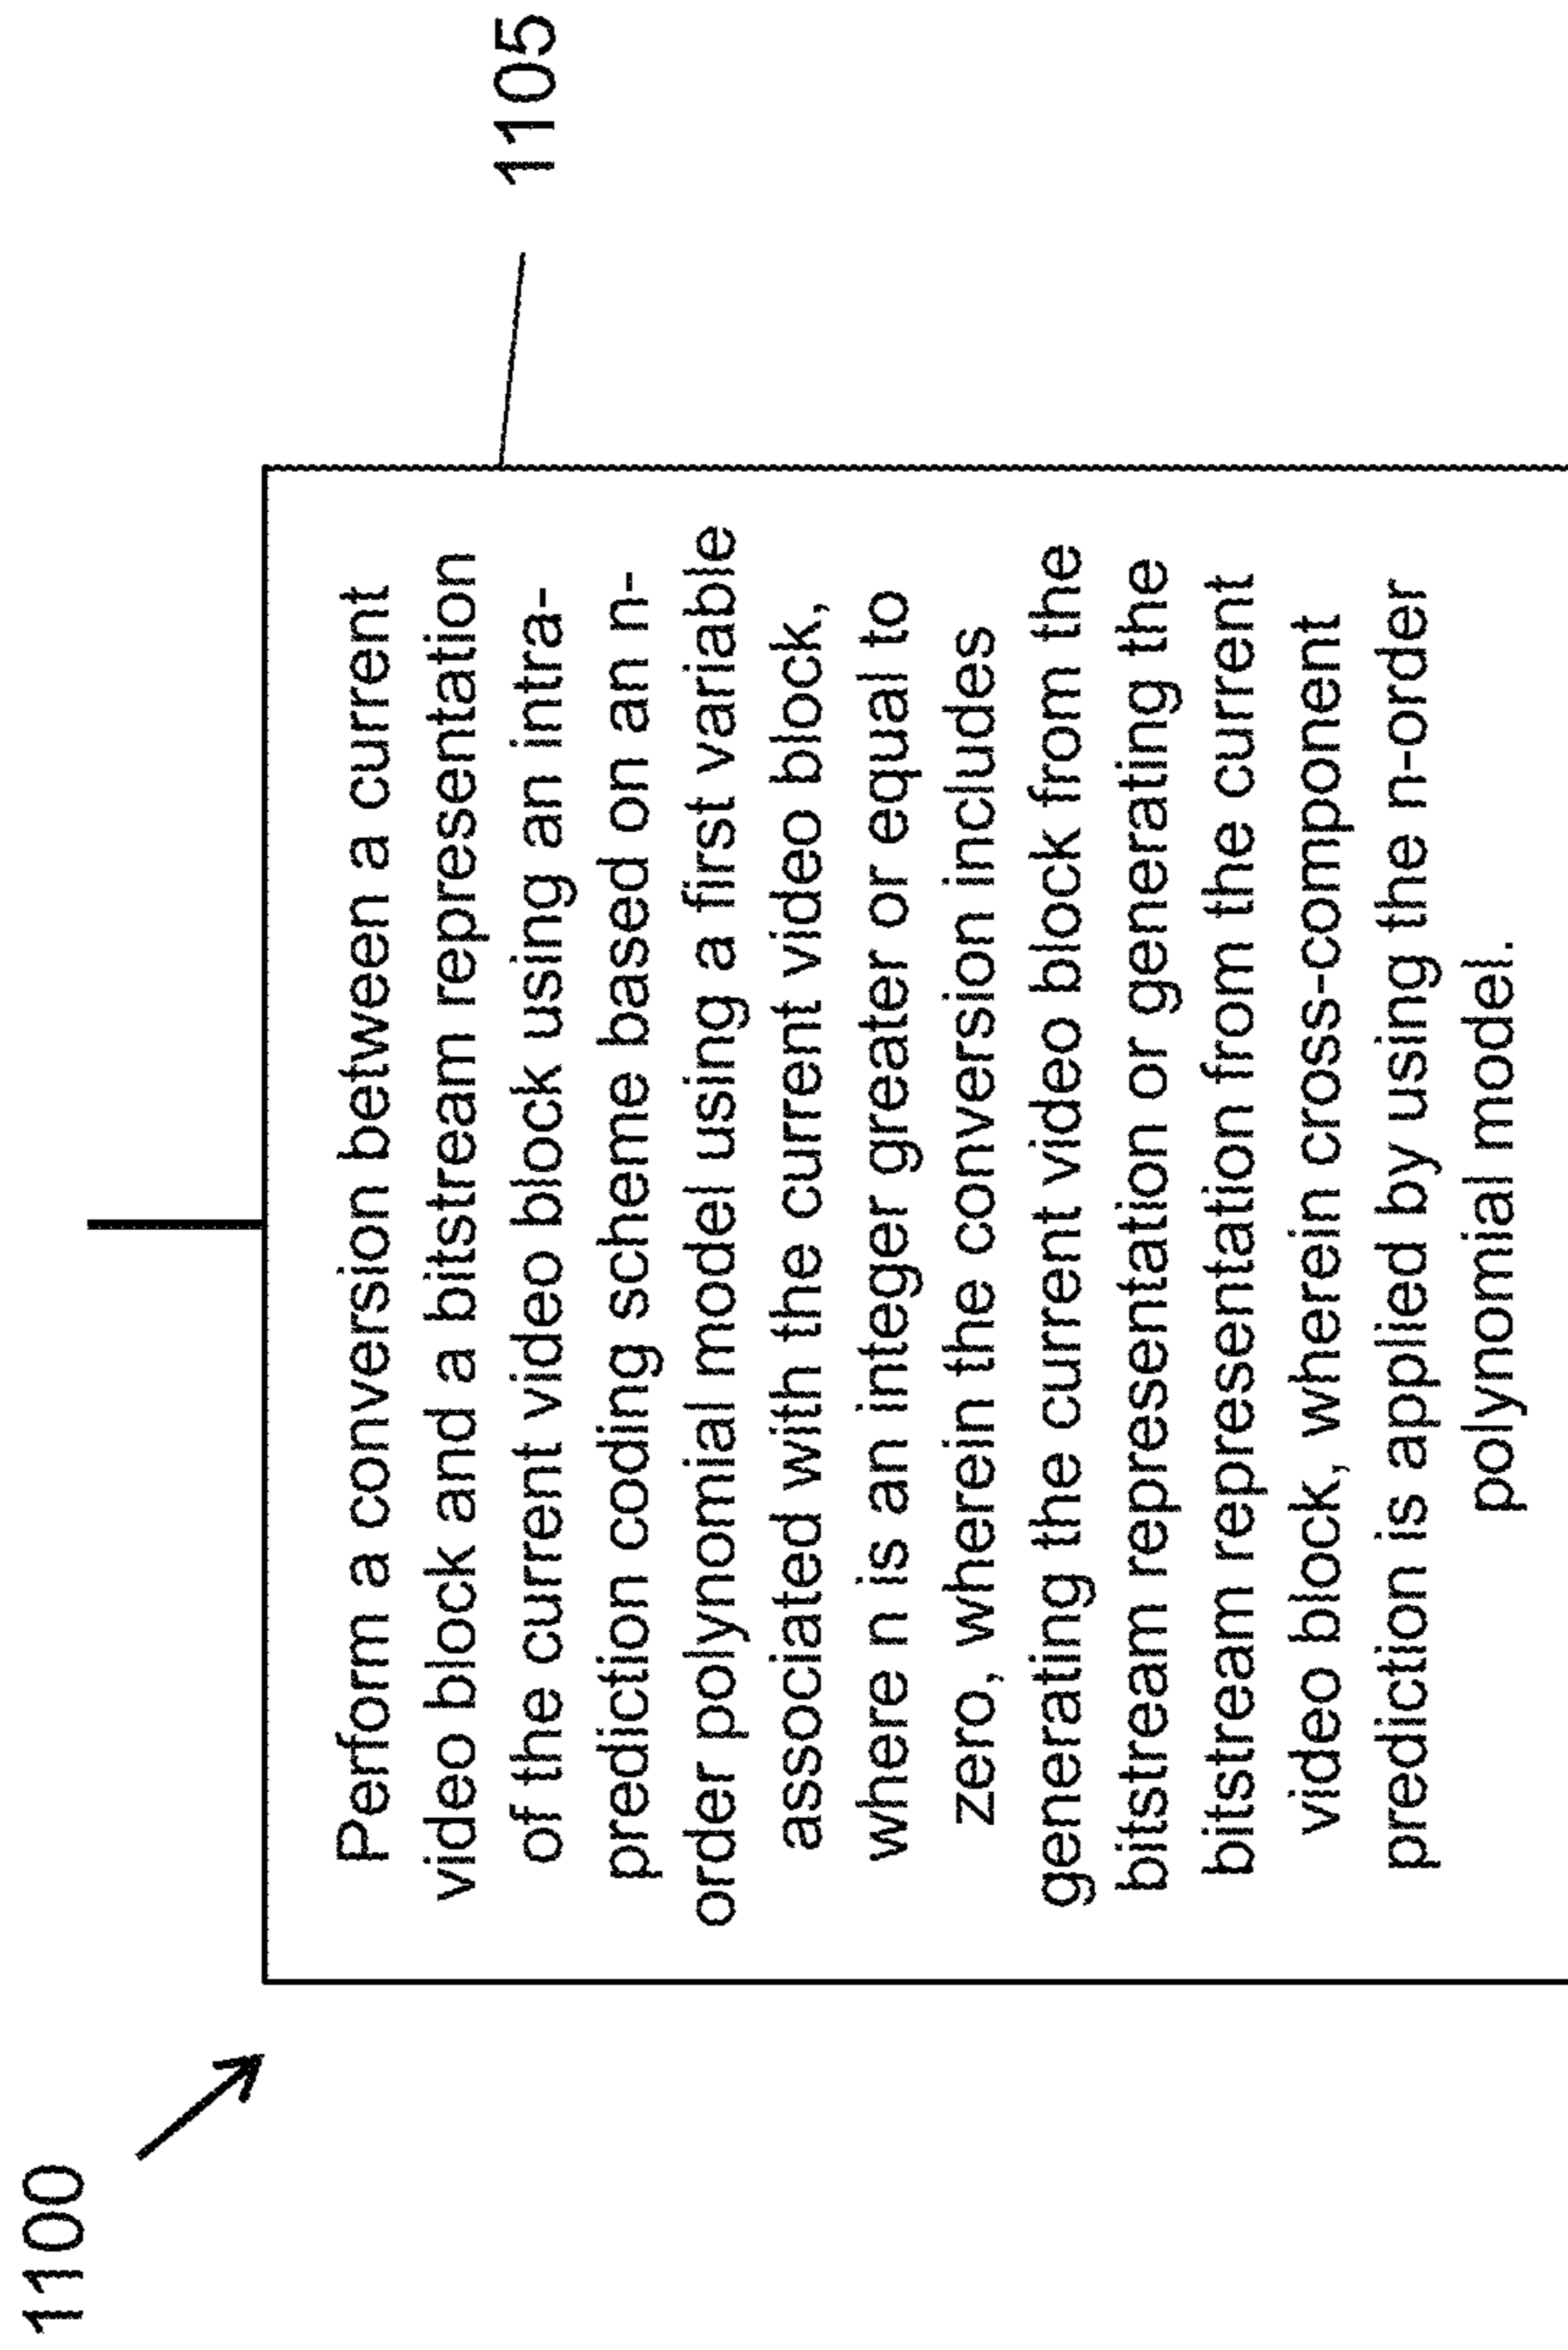 1100
1105
Perform a conversion between a current
video block and a bitstream representation
of the current video block using an intra-
prediction coding scheme based on an n-
order polynomial model using a first variable
associated with the current video block,
where n is an integer greater or equal to
zero, wherein the conversion includes
generating the current video block from the
bitstream representation or generating the
bitstream representation from the current
video block, wherein cross-component
prediction is applied by using the n-order
polynomial model.